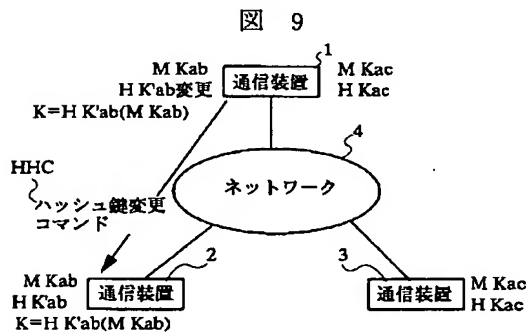 図 9
1
M Kab
H K'ab変更
K=H K'ab(M Kab)
通信装置
M Kac
H Kac
4
HHC
ハッシュ鍵変更
コマンド
ネットワーク
2
M Kab
H K'ab
K=H K'ab(M Kab)
通信装置
3
通信装置
M Kac
H Kac